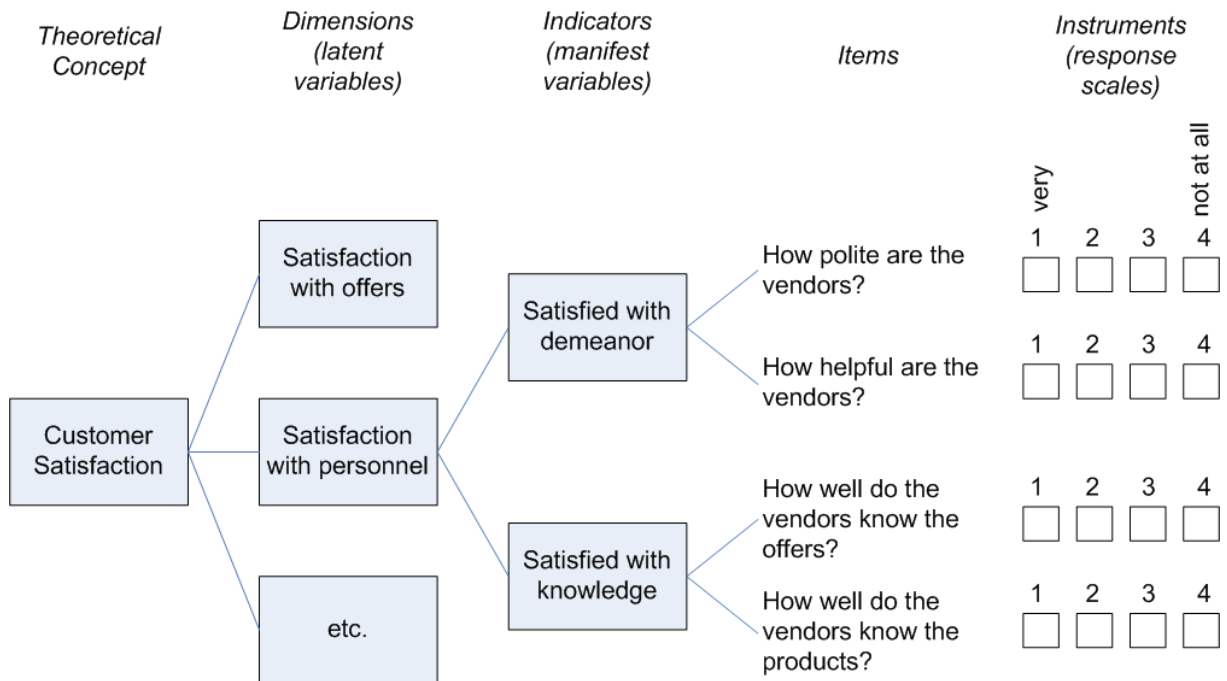 Theoretical
Concept
Dimensions
(latent
variables)
Indicators
(manifest
variables)
Items
Instruments
(response
scales)
very
not at all
1 2 3 4
Satisfaction
with offers
How polite are the
vendors?
Satisfied with
demeanor
1 2 3 4
How helpful are the
vendors?
Customer
Satisfaction
Satisfaction
with personnel
1 2 3 4
How well do the
vendors know the
offers?
Satisfied with
knowledge
1 2 3 4
How well do the
vendors know the
products?
etc.